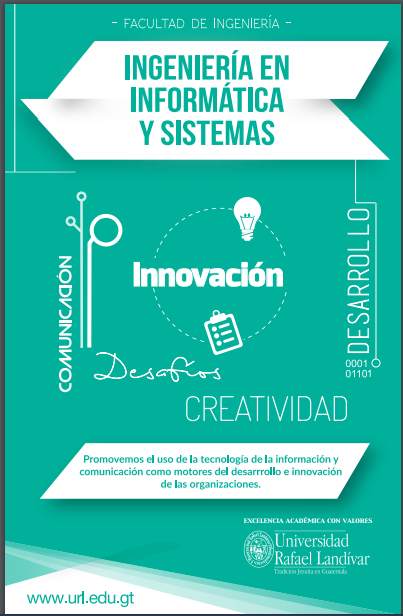 - FACULTAD DE INGENIERÍA -
INGENIERÍA EN
INFORMÁTICA
Y SISTEMAS
COMUNICACIÓN
Innovación
DESARROLLO
0001
01101
Desafíos
CREATIVIDAD
Promovemos el uso de la tecnología de la información y
comunicación como motores del desarrrollo e innovación
de las organizaciones.
EXCELENCIA ACADÉMICA CON VALORES
Universidad
Rafael Landívar
Tradición Jesuita en Guatemala
www.url.edu.gt